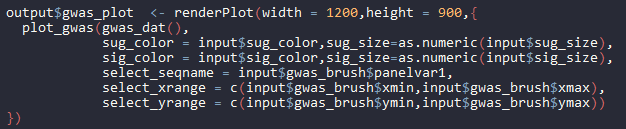 output$gwas_plot  <- renderPlot(width = 1200,height = 900,{
  plot_gwas(gwas_dat(),
            sug_color = input$sug_color,sug_size=as.numeric(input$sug_size),
            sig_color = input$sig_color,sig_size=as.numeric(input$sig_size),
            select_seqname = input$gwas_brush$panelvar1,
            select_xrange = c(input$gwas_brush$xmin,input$gwas_brush$xmax),
            select_yrange = c(input$gwas_brush$ymin,input$gwas_brush$ymax))
})